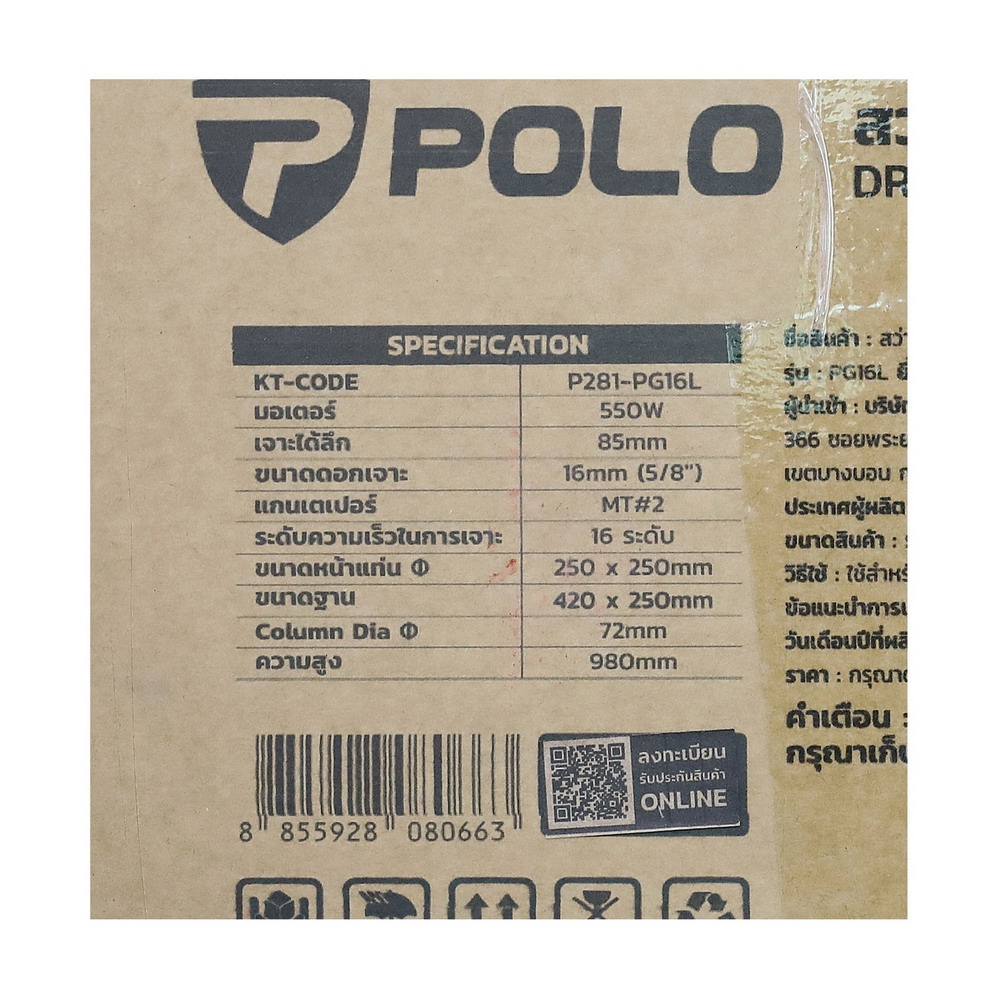 POLO
SPECIFICATION
KT-CODE P281-PG16L
มอเตอร์ 550W
เจาะได้ลึก 85mm
ขนาดดอกเจาะ 16mm (5/8")
แกนเตเปอร์ MT#2
ระดับความเร็วในการเจาะ 16 ระดับ
ขนาดหน้าแท่น Φ 250 x 250mm
ขนาดฐาน 420 x 250mm
Column Dia Φ 72mm
ความสูง 980mm
8 855928 080663
ลงทะเบียน
รับประกันสินค้า
ONLINE
DR
ชื่อสินค้า :
รุ่น : PG16L
ผู้นำเข้า : บริษั
366 ซอยพระย
เขตบางบอน ก
ประเทศผู้ผลิต
ขนาดสินค้า :
วิธีใช้ : ใช้สำหรั
ข้อแนะนำการ
วันเดือนปีที่ผลิ
ราคา : กรุณา
คำเตือน :
กรุณาเก็